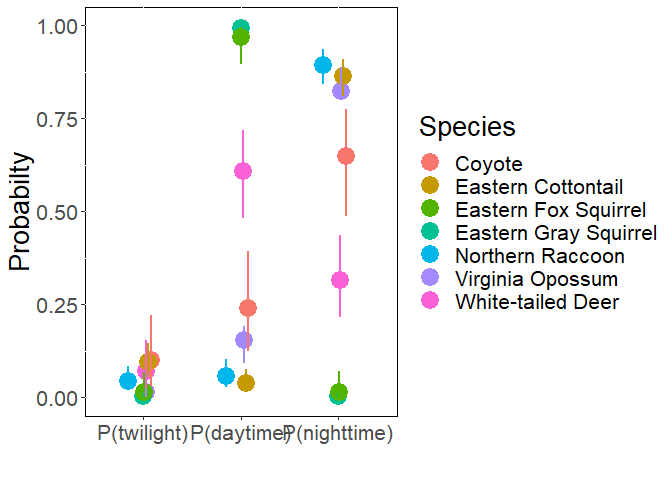 1.00
0.75
0.50
0.25
0.00
Probabilty
P(twilight) P(daytime) P(nighttime)
Species
Coyote
Eastern Cottontail
Eastern Fox Squirrel
Eastern Gray Squirrel
Northern Raccoon
Virginia Opossum
White-tailed Deer